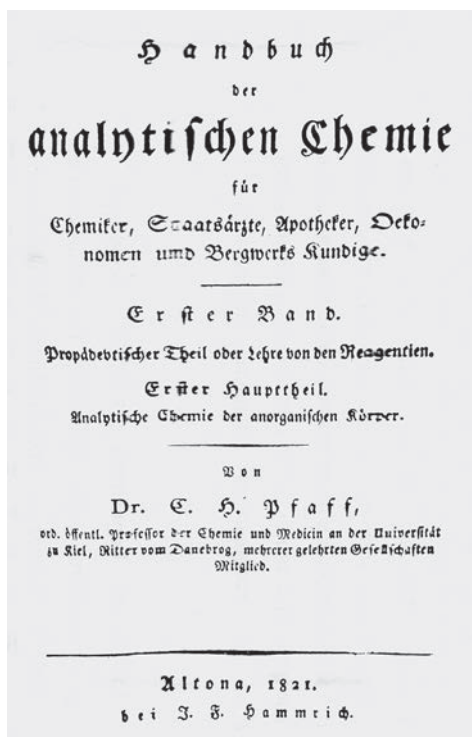 Handbuch
der
analytischen Chemie
für
Chemiker, Staatsärzte, Apotheker, Oeko-
nomen und Bergwerks Kundige.
Erster Band.
Propädevtischer Theil oder Lehre von den Reagentien.
Erster Haupttheil.
Analytische Chemie der anorganischen Körper.
Von
Dr. C. H. Pfaff,
ord. öffentl. Professor der Chemie und Medicin an der Universität
zu Kiel, Ritter vom Danebrog, mehrerer gelehrten Gesellschaften
Mitglied.
Altona, 1821.
bei J. F. Hammrich.